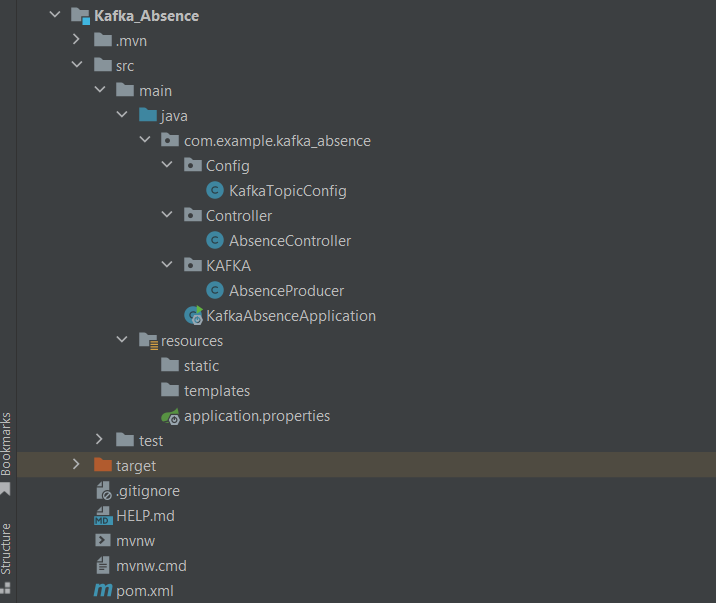 Kafka_Absence
.mvn
src
main
java
com.example.kafka_absence
Config
KafkaTopicConfig
Controller
AbsenceController
KAFKA
AbsenceProducer
KafkaAbsenceApplication
resources
static
templates
application.properties
test
target
.gitignore
HELP.md
mvnw
mvnw.cmd
pom.xml
Bookmarks
Structure